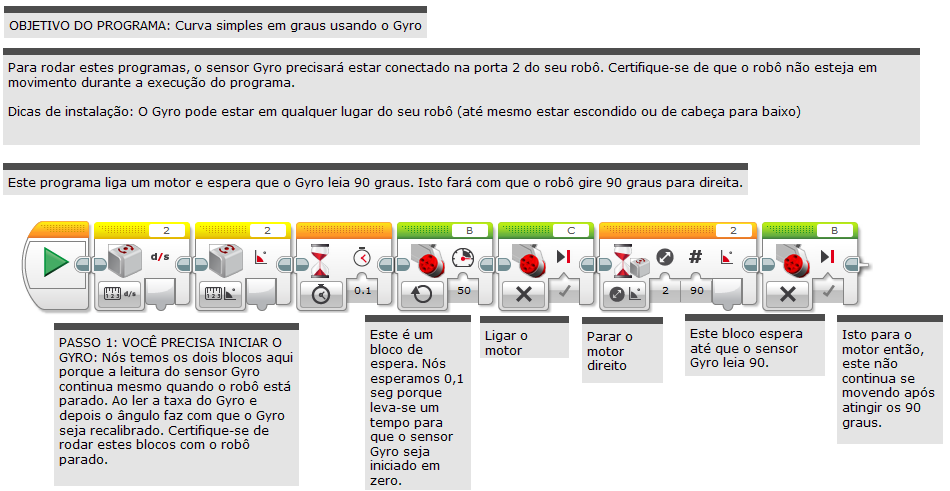 OBJETIVO DO PROGRAMA: Curva simples em graus usando o Gyro
Para rodar estes programas, o sensor Gyro precisará estar conectado na porta 2 do seu robô. Certifique-se de que o robô não esteja em
movimento durante a execução do programa.
Dicas de instalação: O Gyro pode estar em qualquer lugar do seu robô (até mesmo estar escondido ou de cabeça para baixo)
Este programa liga um motor e espera que o Gyro leia 90 graus. Isto fará com que o robô gire 90 graus para direita.
2
2
B
C
2
B
d/s
#
1 2 3 d/s
1 2 3
0.1
50
2
90
PASSO 1: VOCÊ PRECISA INICIAR O
GYRO: Nós temos os dois blocos aqui
porque a leitura do sensor Gyro
continua mesmo quando o robô está
parado. Ao ler a taxa do Gyro e
depois o ângulo faz com que o Gyro
seja recalibrado. Certifique-se de
rodar estes blocos com o robô
parado.
Este é um
bloco de
espera. Nós
esperamos 0,1
seg porque
leva-se um
tempo para
que o sensor
Gyro seja
iniciado em
zero.
Ligar o
motor
Parar o
motor
direito
Este bloco espera
até que o sensor
Gyro leia 90.
Isto para o
motor então,
este não
continua se
movendo após
atingir os 90
graus.